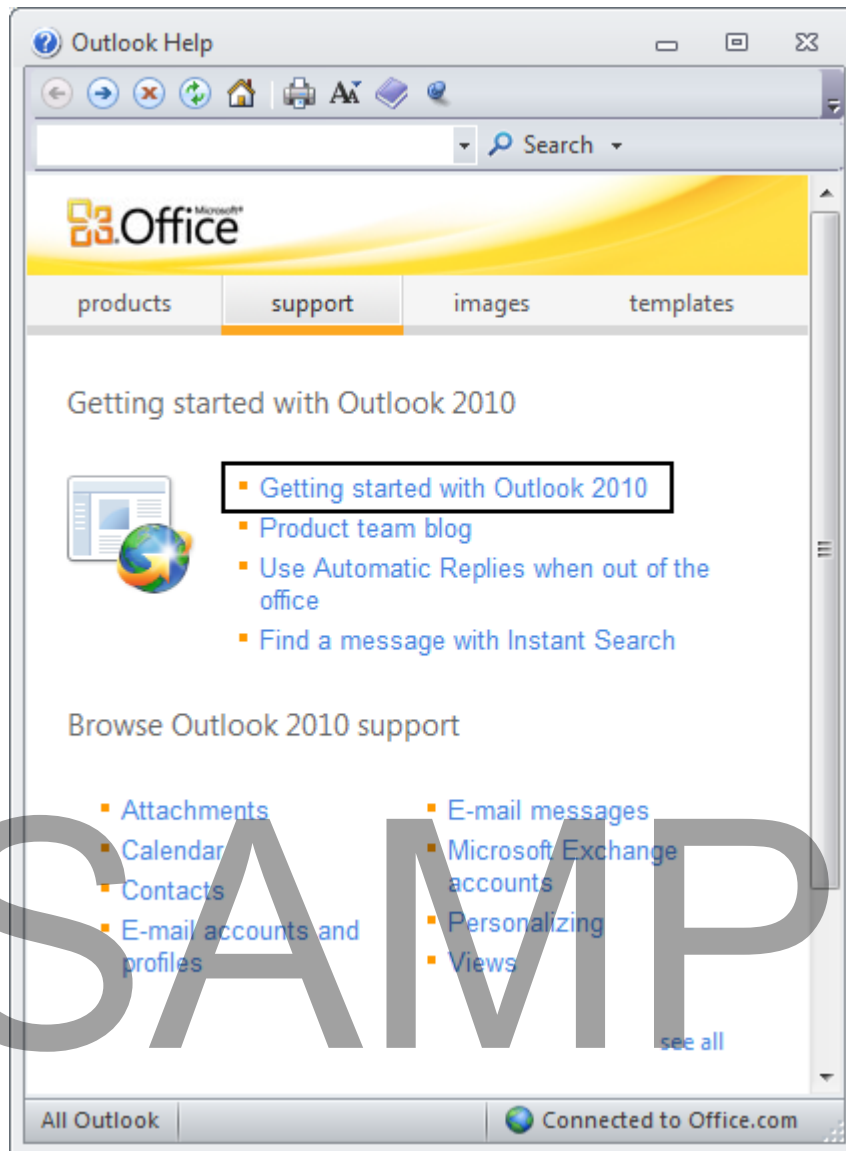 Outlook Help
Search
Microsoft®
Office
products support images templates
Getting started with Outlook 2010
Getting started with Outlook 2010
Product team blog
Use Automatic Replies when out of the
office
Find a message with Instant Search
Browse Outlook 2010 support
Attachments
Calendar
Contacts
E-mail accounts and
profiles
E-mail messages
Microsoft Exchange
accounts
Personalizing
Views
see all
SAMP
All Outlook
Connected to Office.com